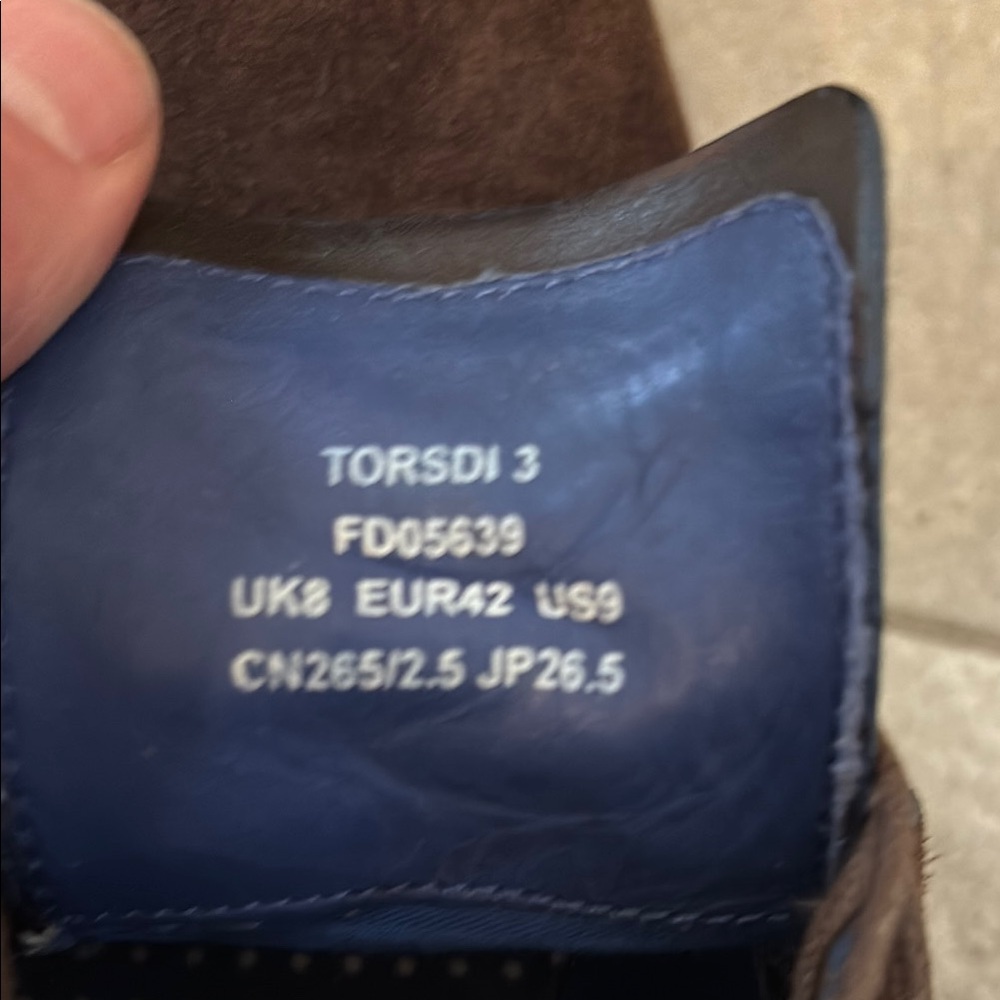 TORSDI 3
FD05639
UK8 EUR42 US9
CN265/2.5 JP26.5